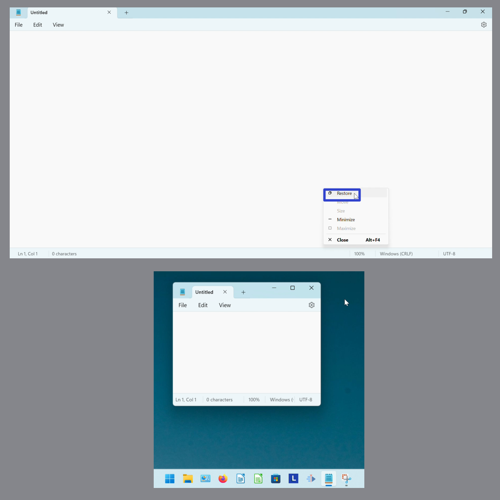 Untitled
File Edit View
Restore
Size
Minimize
Maximize
Close Alt+F4
Ln 1, Col 1 0 characters 100% Windows (CRLF) UTF-8
Untitled
File Edit View
Ln 1, Col 1 0 characters 100% Windows ( UTF-8